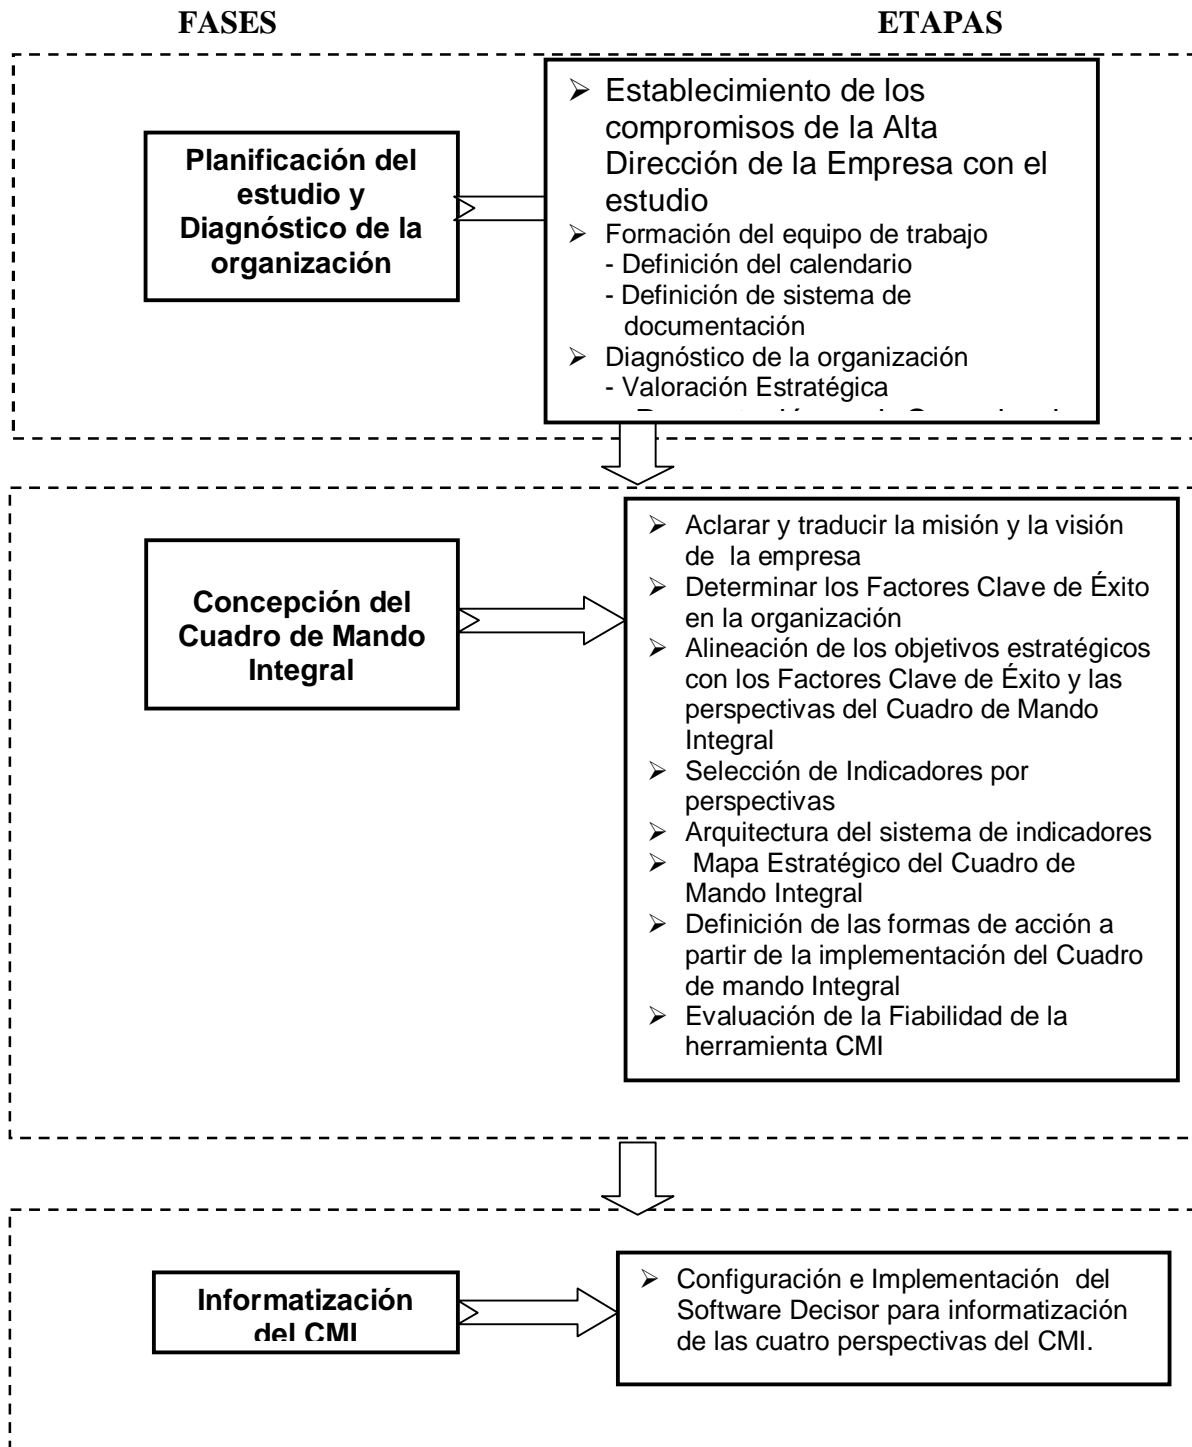 FASES
ETAPAS
Planificación del
estudio y
Diagnóstico de la
organización
➢ Establecimiento de los
compromisos de la Alta
Dirección de la Empresa con el
estudio
➢ Formación del equipo de trabajo
- Definición del calendario
- Definición de sistema de
documentación
➢ Diagnóstico de la organización
- Valoración Estratégica
Concepción del
Cuadro de Mando
Integral
➢ Aclarar y traducir la misión y la visión
de la empresa
➢ Determinar los Factores Clave de Éxito
en la organización
➢ Alineación de los objetivos estratégicos
con los Factores Clave de Éxito y las
perspectivas del Cuadro de Mando
Integral
➢ Selección de Indicadores por
perspectivas
➢ Arquitectura del sistema de indicadores
➢ Mapa Estratégico del Cuadro de
Mando Integral
➢ Definición de las formas de acción a
partir de la implementación del Cuadro
de mando Integral
➢ Evaluación de la Fiabilidad de la
herramienta CMI
Informatización
del CMI
➢ Configuración e Implementación del
Software Decisor para informatización
de las cuatro perspectivas del CMI.